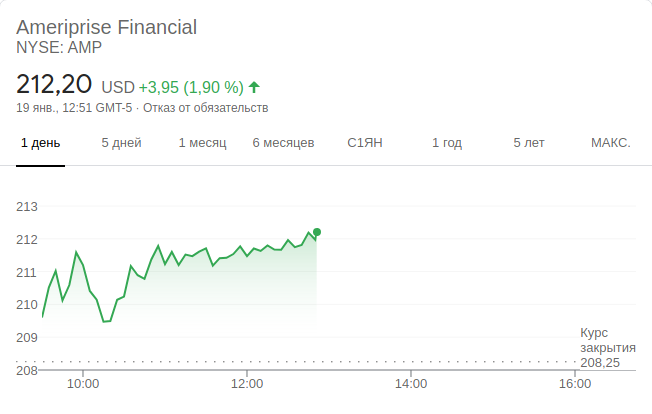 Ameriprise Financial
NYSE: AMP
212,20 USD +3,95 (1,90 %)
19 янв., 12:51 GMT-5 · Отказ от обязательств
1 день 5 дней 1 месяц 6 месяцев С1ЯН 1 год 5 лет МАКС.
213
212
211
210
209
Курс
закрытия
208,25
208
10:00 12:00 14:00 16:00